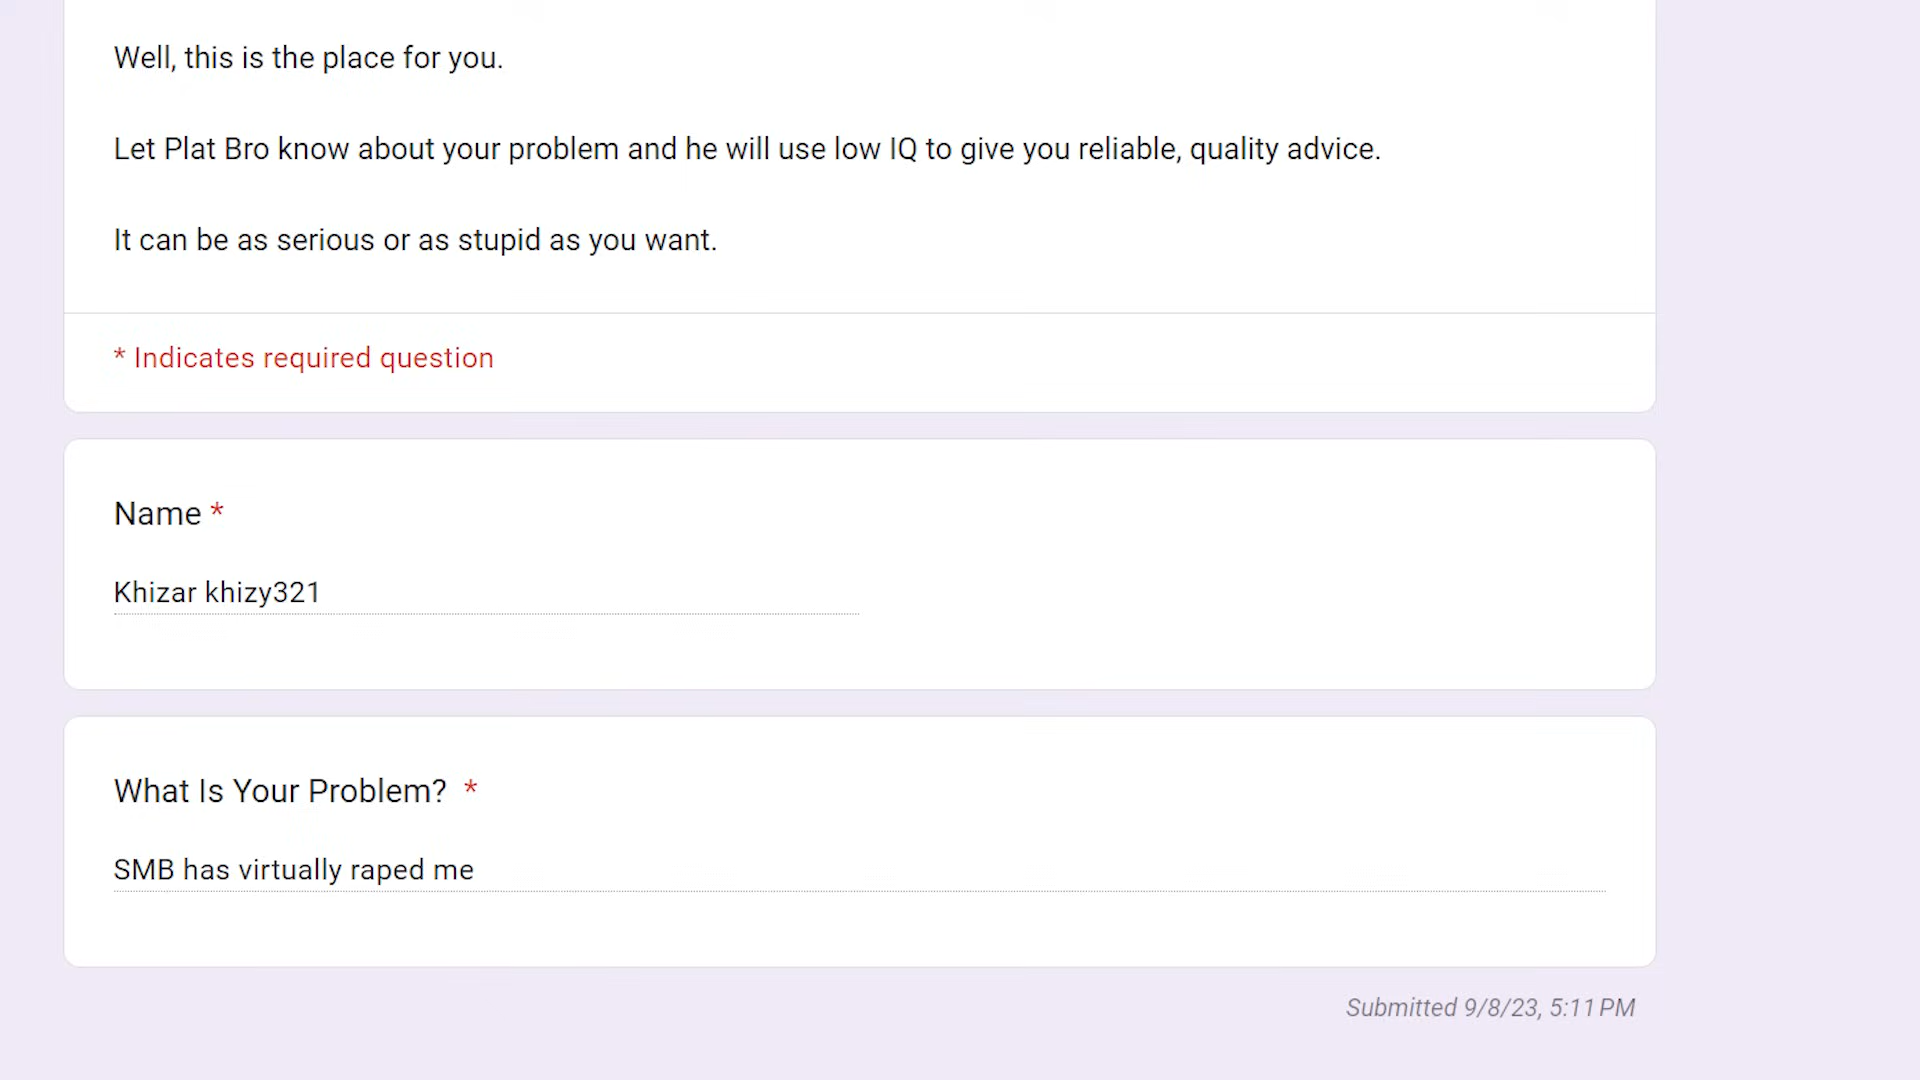 Well, this is the place for you.
Let Plat Bro know about your problem and he will use low IQ to give you reliable, quality advice.
It can be as serious or as stupid as you want.
* Indicates required question
Name *
Khizar khizy321
What Is Your Problem? *
SMB has virtually raped me
Submitted 9/8/23, 5:11 PM